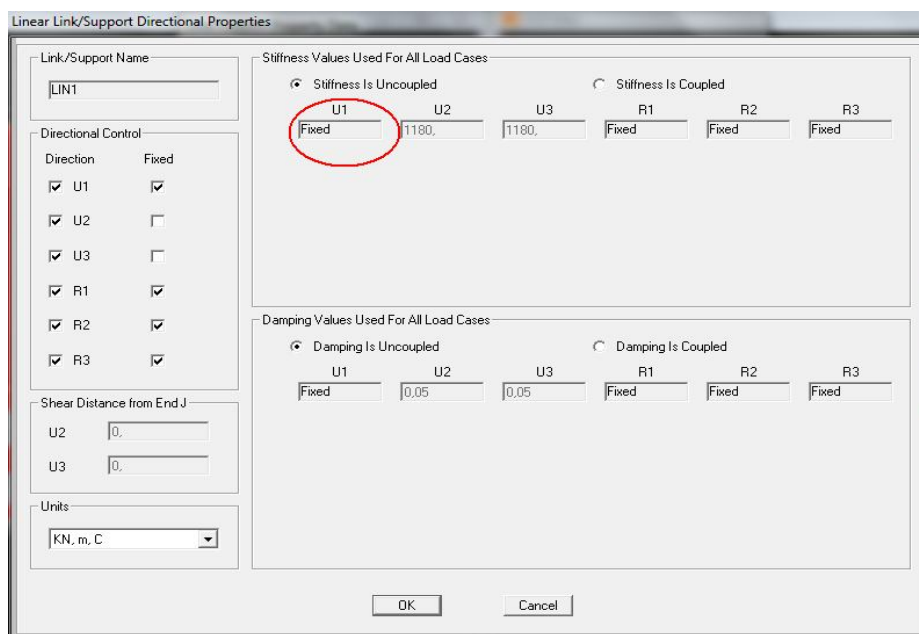 Linear Link/Support Directional Properties
Link/Support Name
LIN1
Directional Control
Direction Fixed
U1
U2
U3
R1
R2
R3
Shear Distance from End J
U2 0,
U3 0,
Units
KN, m, C
Stiffness Values Used For All Load Cases
Stiffness Is Uncoupled Stiffness Is Coupled
U1 U2 U3 R1 R2 R3
Fixed 1180, 1180, Fixed Fixed Fixed
Damping Values Used For All Load Cases
Damping Is Uncoupled Damping Is Coupled
U1 U2 U3 R1 R2 R3
Fixed 0,05 0,05 Fixed Fixed Fixed
OK Cancel